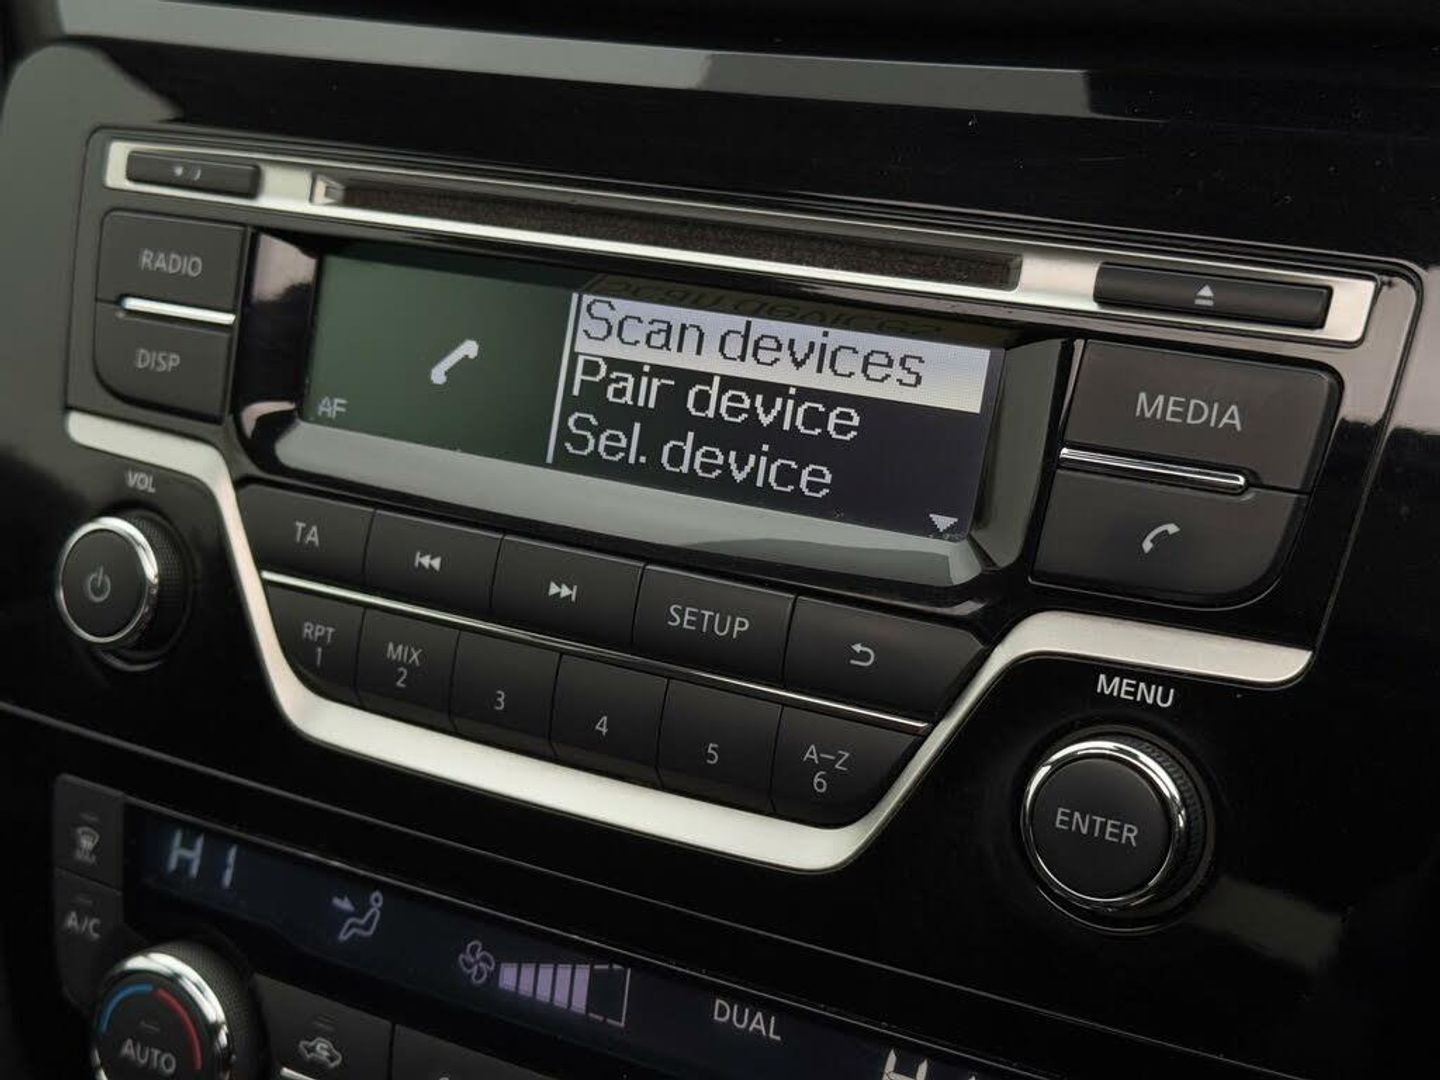 RADIO
DISP
AF
Scan devices
Pair device
Sel. device
MEDIA
VOL
TA
SETUP
RPT
1
MIX
2
3
4
5
A-Z
6
MENU
ENTER
HI
A/C
AUTO
DUAL